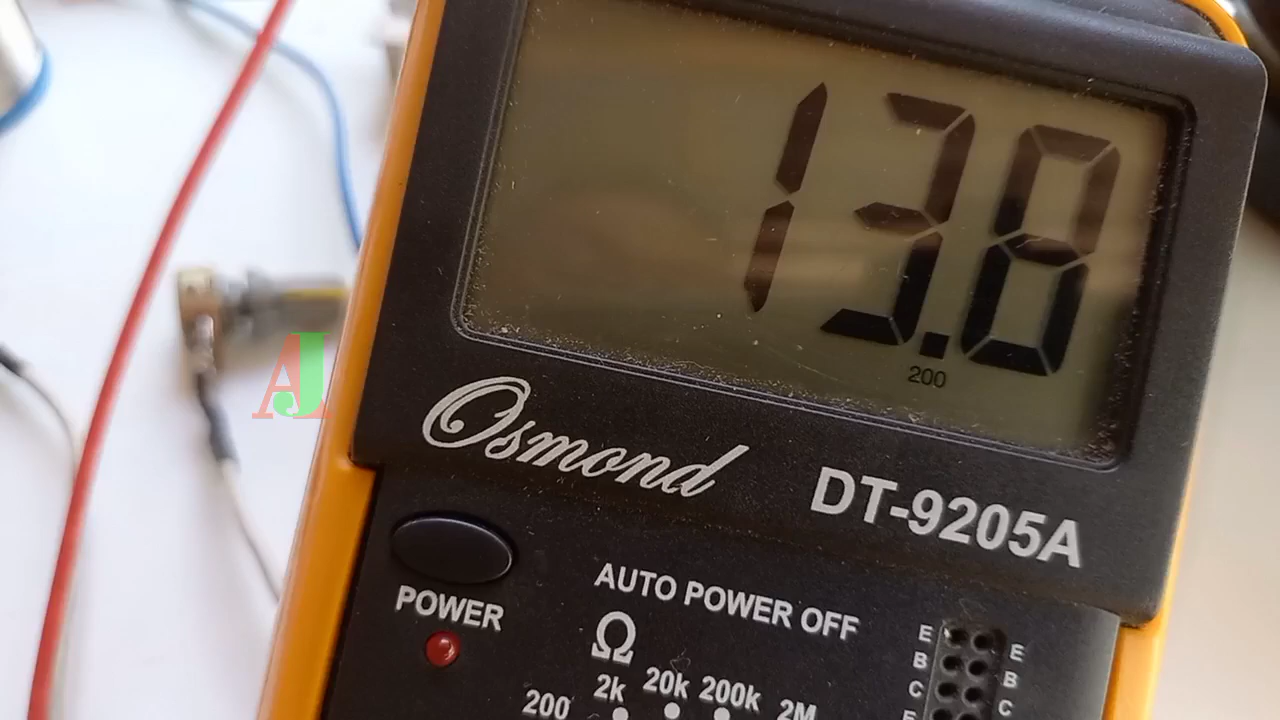 13.8
200
Osmond
DT-9205A
AJ
POWER
AUTO POWER OFF
Ω
200 2k 20k 200k 2M
E E
B B
C C
E